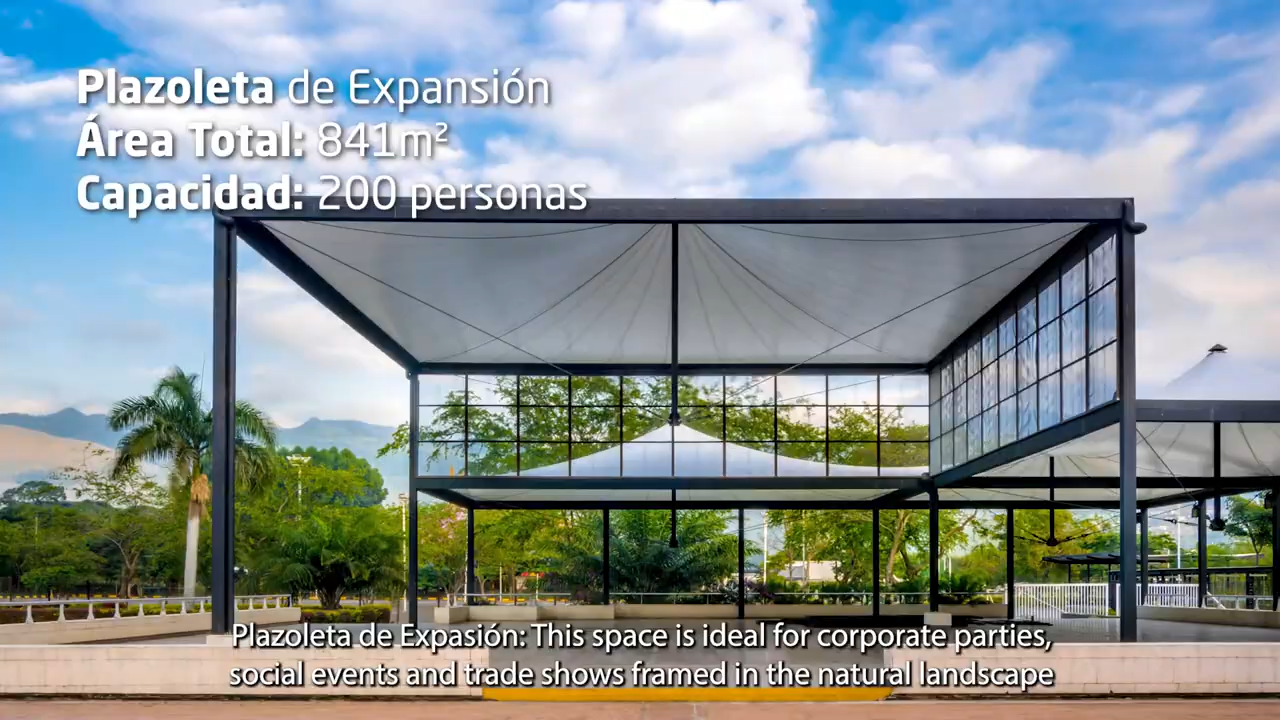 Plazoleta de Expansión
Área Total: 841m²
Capacidad: 200 personas
Plazoleta de Expasión: This space is ideal for corporate parties,
social events and trade shows framed in the natural landscape